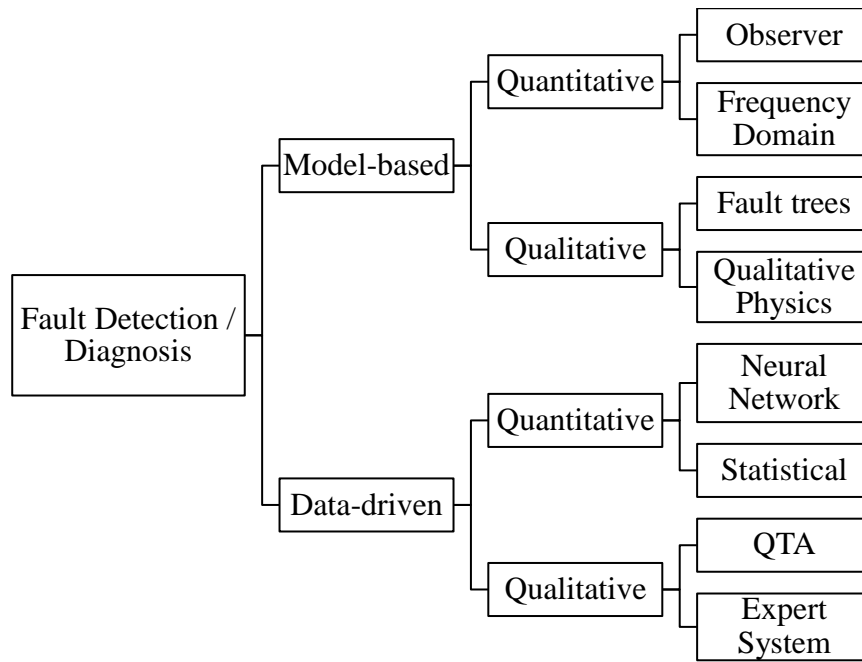 Fault Detection /
Diagnosis
Model-based
Quantitative
Observer
Frequency
Domain
Qualitative
Fault trees
Qualitative
Physics
Data-driven
Quantitative
Neural
Network
Statistical
Qualitative
QTA
Expert
System